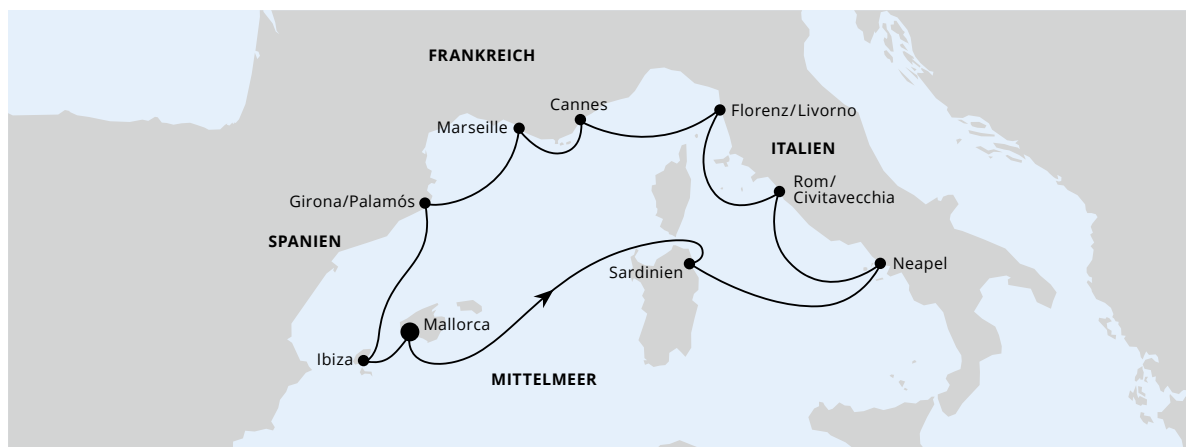 FRANKREICH
Cannes
Florenz/Livorno
Marseille
ITALIEN
Rom/
Civitavecchia
Girona/Palamós
SPANIEN
Neapel
Sardinien
Mallorca
Ibiza
MITTELMEER